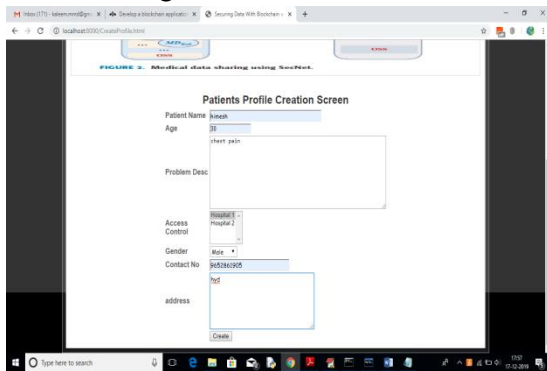 Inbox (171) - kaleem.mmd@gm
Develop a blockchain applicatio
Securing Data With Blockchain
localhost:8000/CreateProfile.html
CSS
FIGURE 2. Medical data sharing using SecNet.
Patients Profile Creation Screen
Patient Name himesh
Age 30
Problem Desc chest pain
Access Control Hospital 1
Hospital 2
Gender Male
Contact No 9652861905
address hyd
Create
Type here to search
17:57
17-12-2019